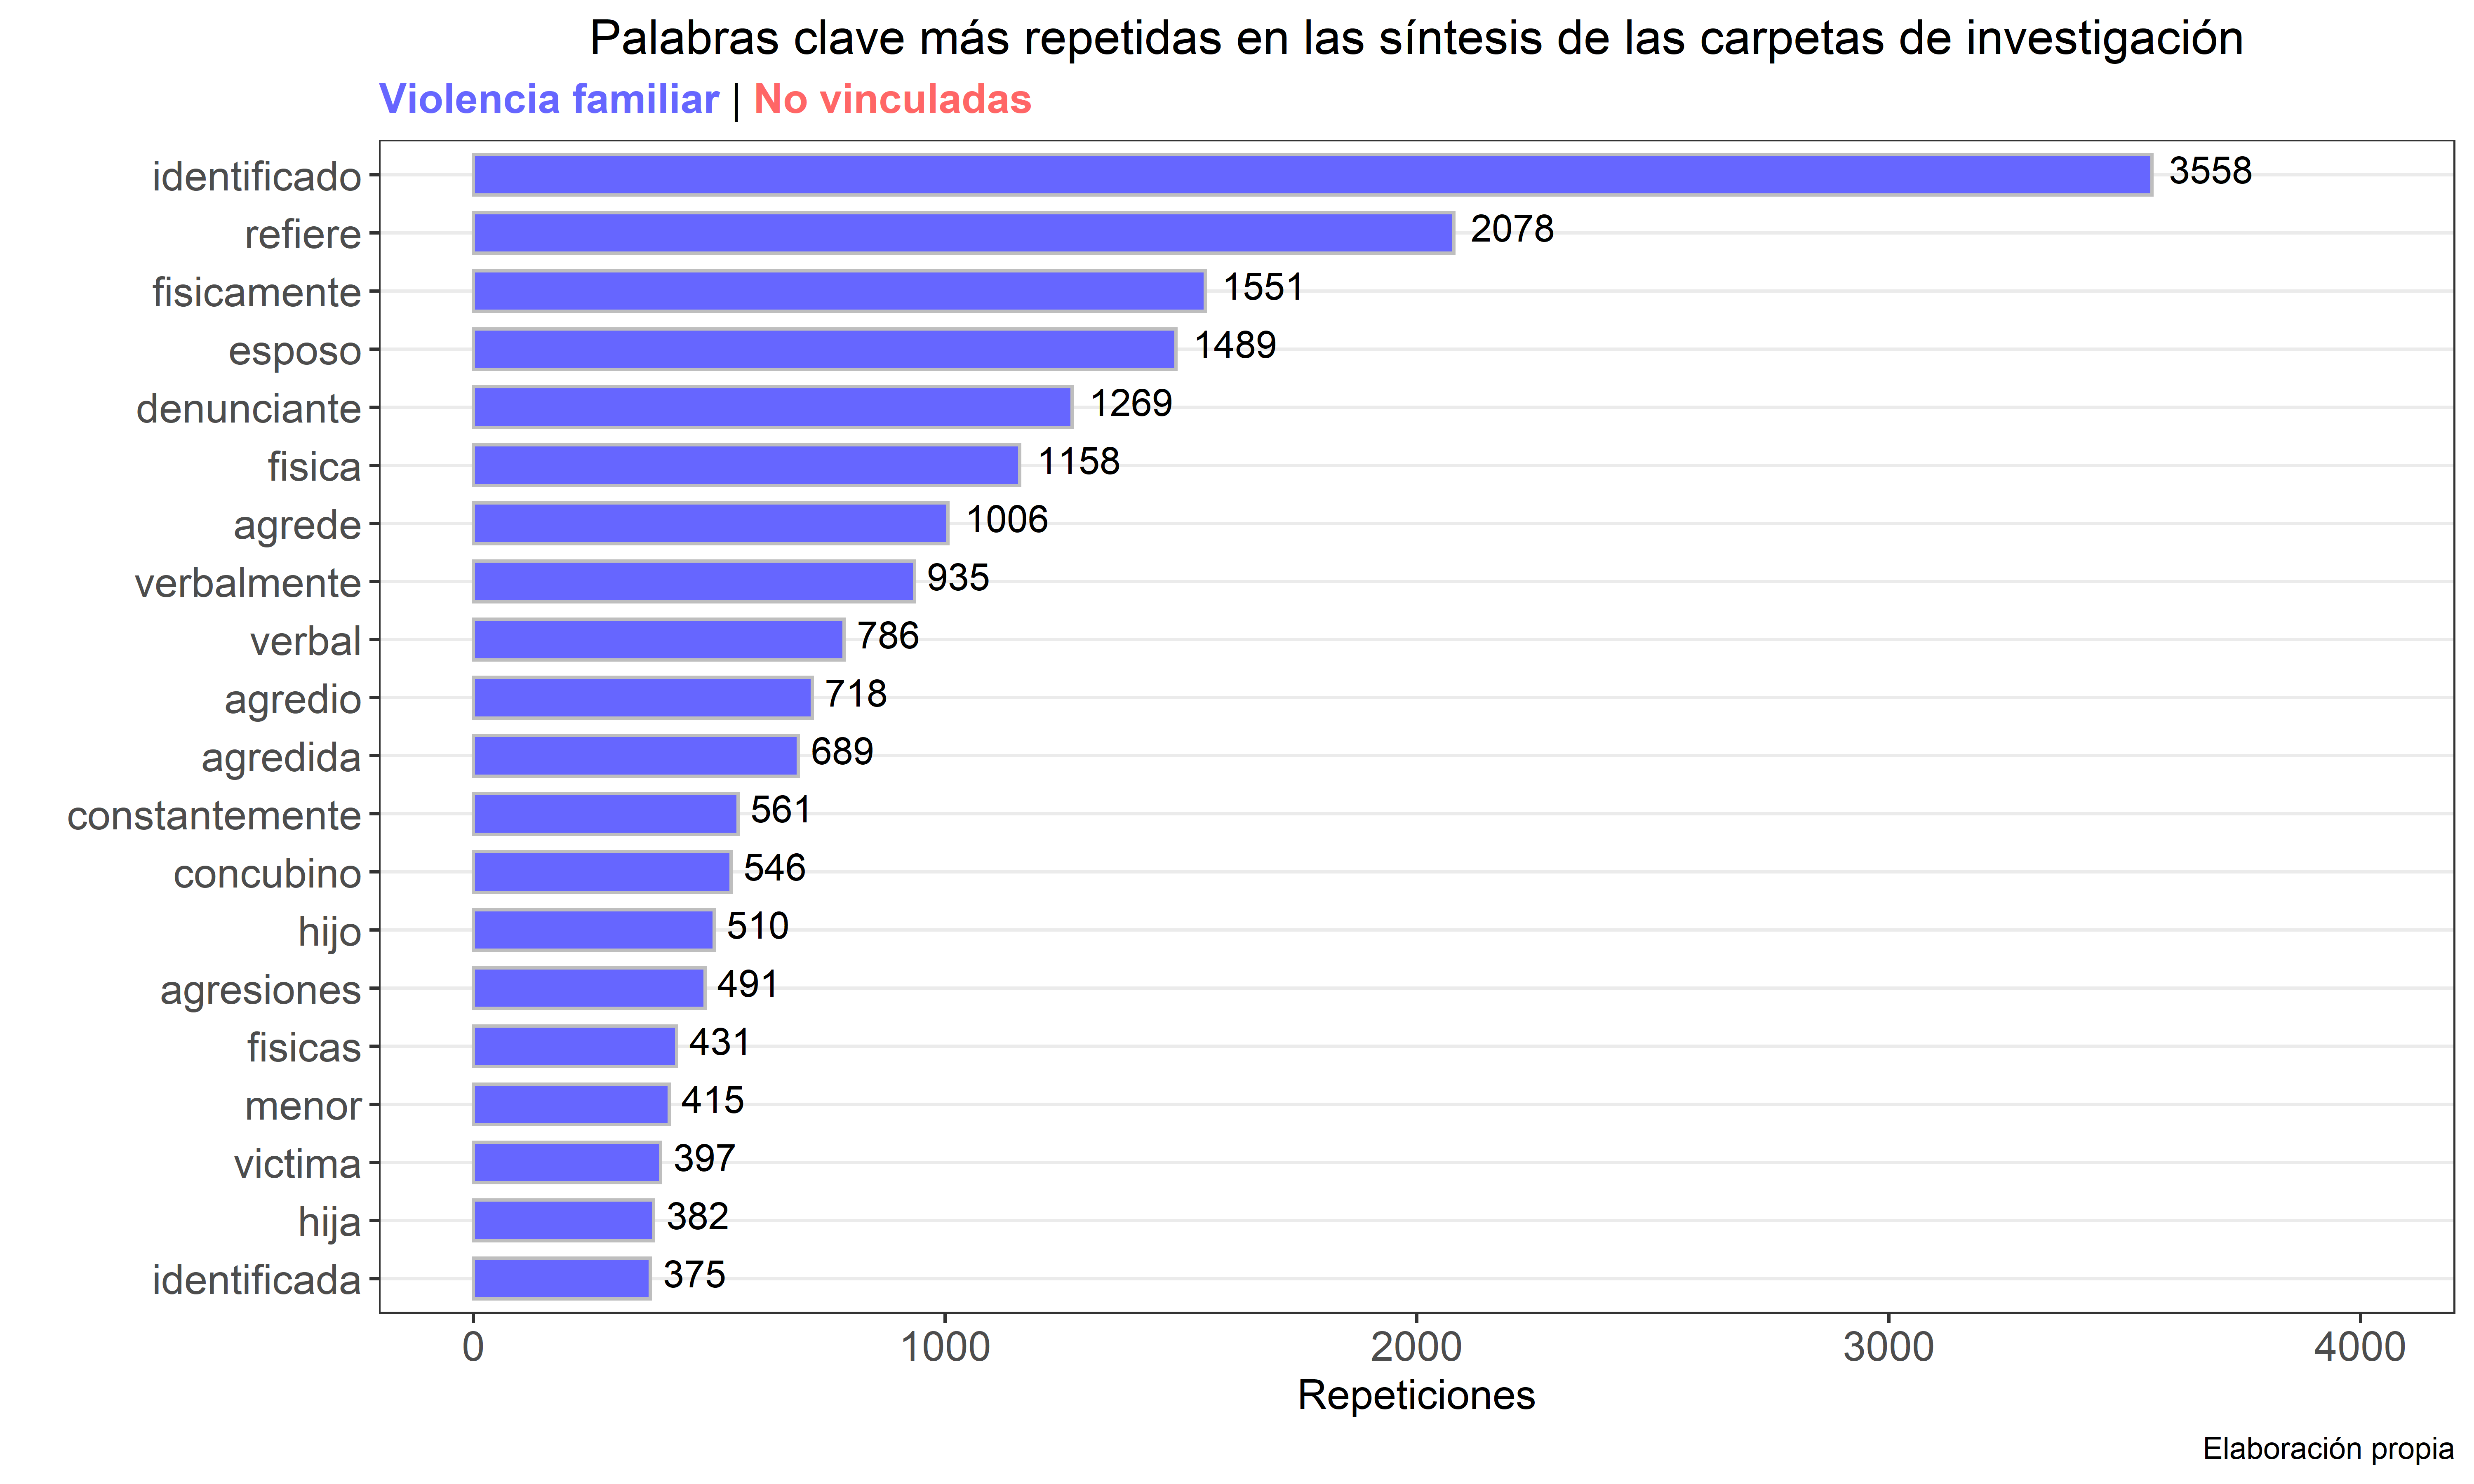 Palabras clave más repetidas en las síntesis de las carpetas de investigación
Violencia familiar | No vinculadas
identificado 3558
refiere 2078
fisicamente 1551
esposo 1489
denunciante 1269
fisica 1158
agrede 1006
verbalmente 935
verbal 786
agredio 718
agredida 689
constantemente 561
concubino 546
hijo 510
agresiones 491
fisicas 431
menor 415
victima 397
hija 382
identificada 375
0 1000 2000 3000 4000
Repeticiones
Elaboración propia